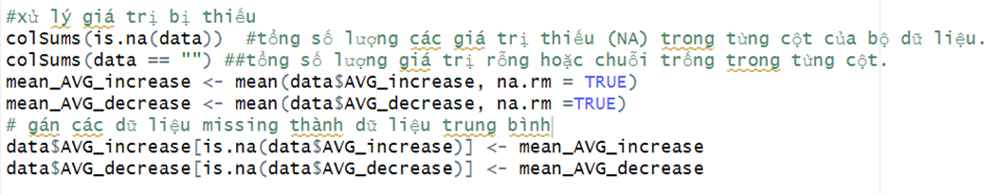 #xử lý giá trị bị thiếu
colSums(is.na(data))  #tổng số lượng các giá trị thiếu (NA) trong từng cột của bộ dữ liệu.
colSums(data == "") ##tổng số lượng giá trị rỗng hoặc chuỗi trống trong từng cột.
mean_AVG_increase <- mean(data$AVG_increase, na.rm = TRUE)
mean_AVG_decrease <- mean(data$AVG_decrease, na.rm =TRUE)
# gán các dữ liệu missing thành dữ liệu trung bình
data$AVG_increase[is.na(data$AVG_increase)] <- mean_AVG_increase
data$AVG_decrease[is.na(data$AVG_decrease)] <- mean_AVG_decrease